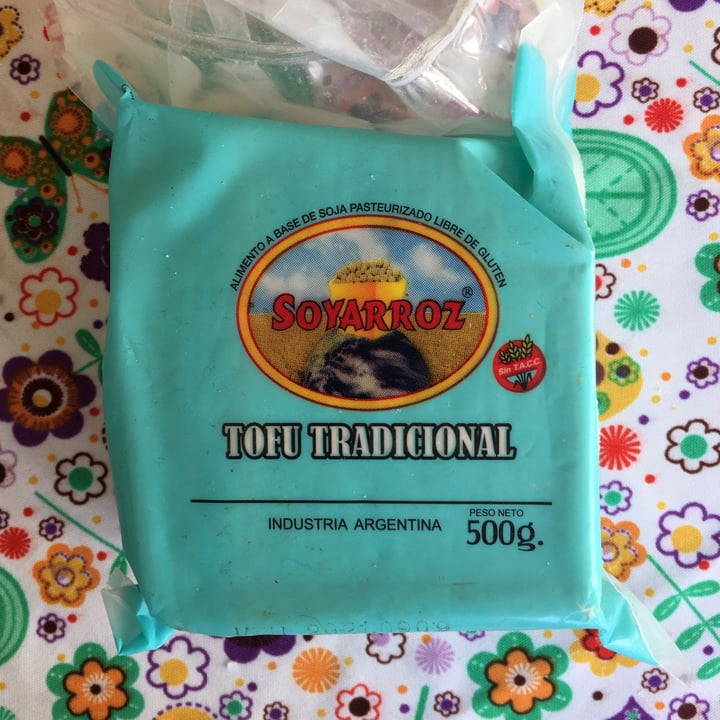 ALIMENTO A BASE DE SOJA PASTEURIZADO LIBRE DE GLUTEN
SOYARROZ®
Sin T.A.C.C.
TOFU TRADICIONAL
INDUSTRIA ARGENTINA
PESO NETO
500g.